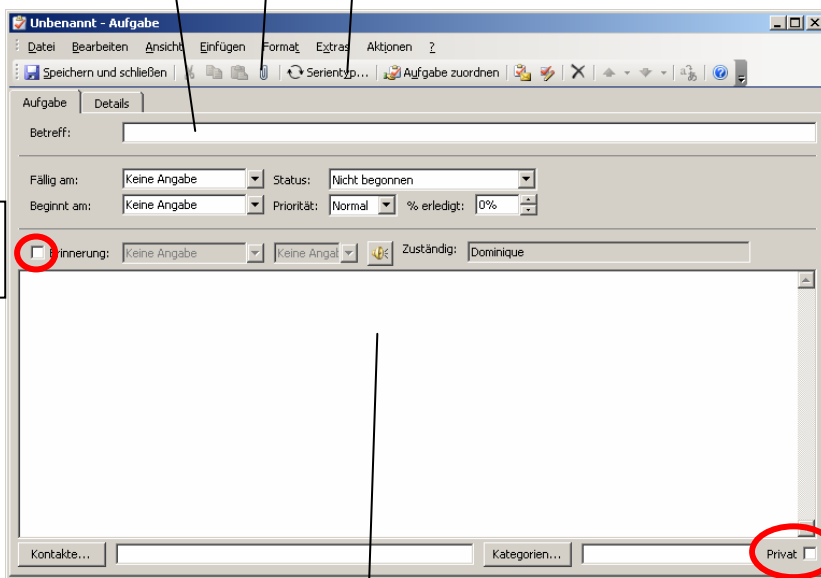 Unbenannt - Aufgabe
Datei Bearbeiten Ansicht Einfügen Format Extras Aktionen ?
Speichern und schließen Serientyp... Aufgabe zuordnen
Aufgabe Details
Betreff:
Fällig am: Keine Angabe Status: Nicht begonnen
Beginnt am: Keine Angabe Priorität: Normal % erledigt: 0%
Erinnerung: Keine Angabe Keine Angab Zuständig: Dominique
Kontakte... Kategorien... Privat